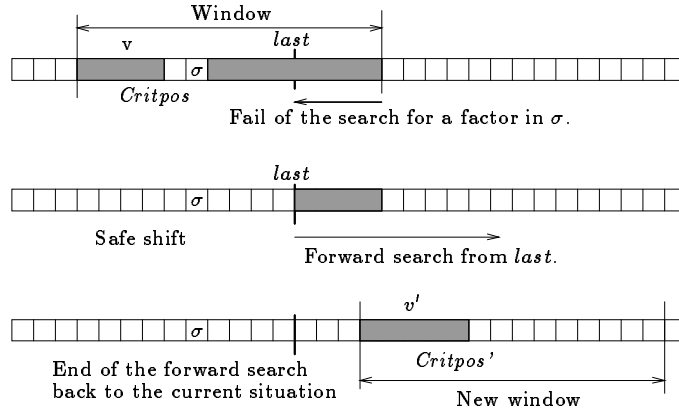 Window
v
last
σ
Critpos
Fail of the search for a factor in σ.
last
σ
Safe shift
Forward search from last.
v'
σ
End of the forward search
back to the current situation
Critpos'
New window